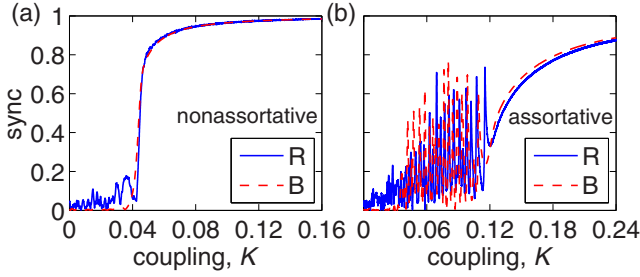 (a)
1
0.8
0.6
0.4
0.2
0
sync
nonassortative
R
B
0 0.04 0.08 0.12 0.16
coupling, K
(b)
assortative
R
B
0 0.06 0.12 0.18 0.24
coupling, K